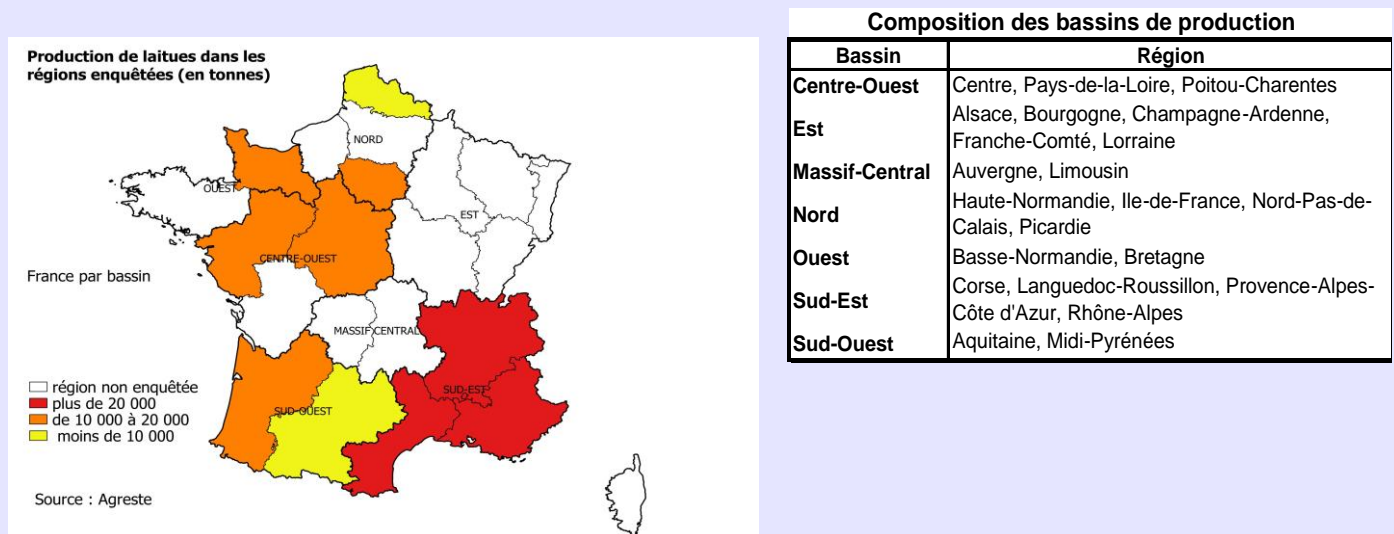 Production de laitues dans les
régions enquêtées (en tonnes)
NORD
OUEST
EST
CENTRE-OUEST
France par bassin
MASSIF CENTRAL
SUD-EST
SUD-OUEST
région non enquêtée
plus de 20 000
de 10 000 à 20 000
moins de 10 000
Source : Agreste
Composition des bassins de production
Bassin Région
Centre-Ouest Centre, Pays-de-la-Loire, Poitou-Charentes
Est Alsace, Bourgogne, Champagne-Ardenne,
Franche-Comté, Lorraine
Massif-Central Auvergne, Limousin
Nord Haute-Normandie, Ile-de-France, Nord-Pas-de-
Calais, Picardie
Ouest Basse-Normandie, Bretagne
Sud-Est Corse, Languedoc-Roussillon, Provence-Alpes-
Côte d'Azur, Rhône-Alpes
Sud-Ouest Aquitaine, Midi-Pyrénées